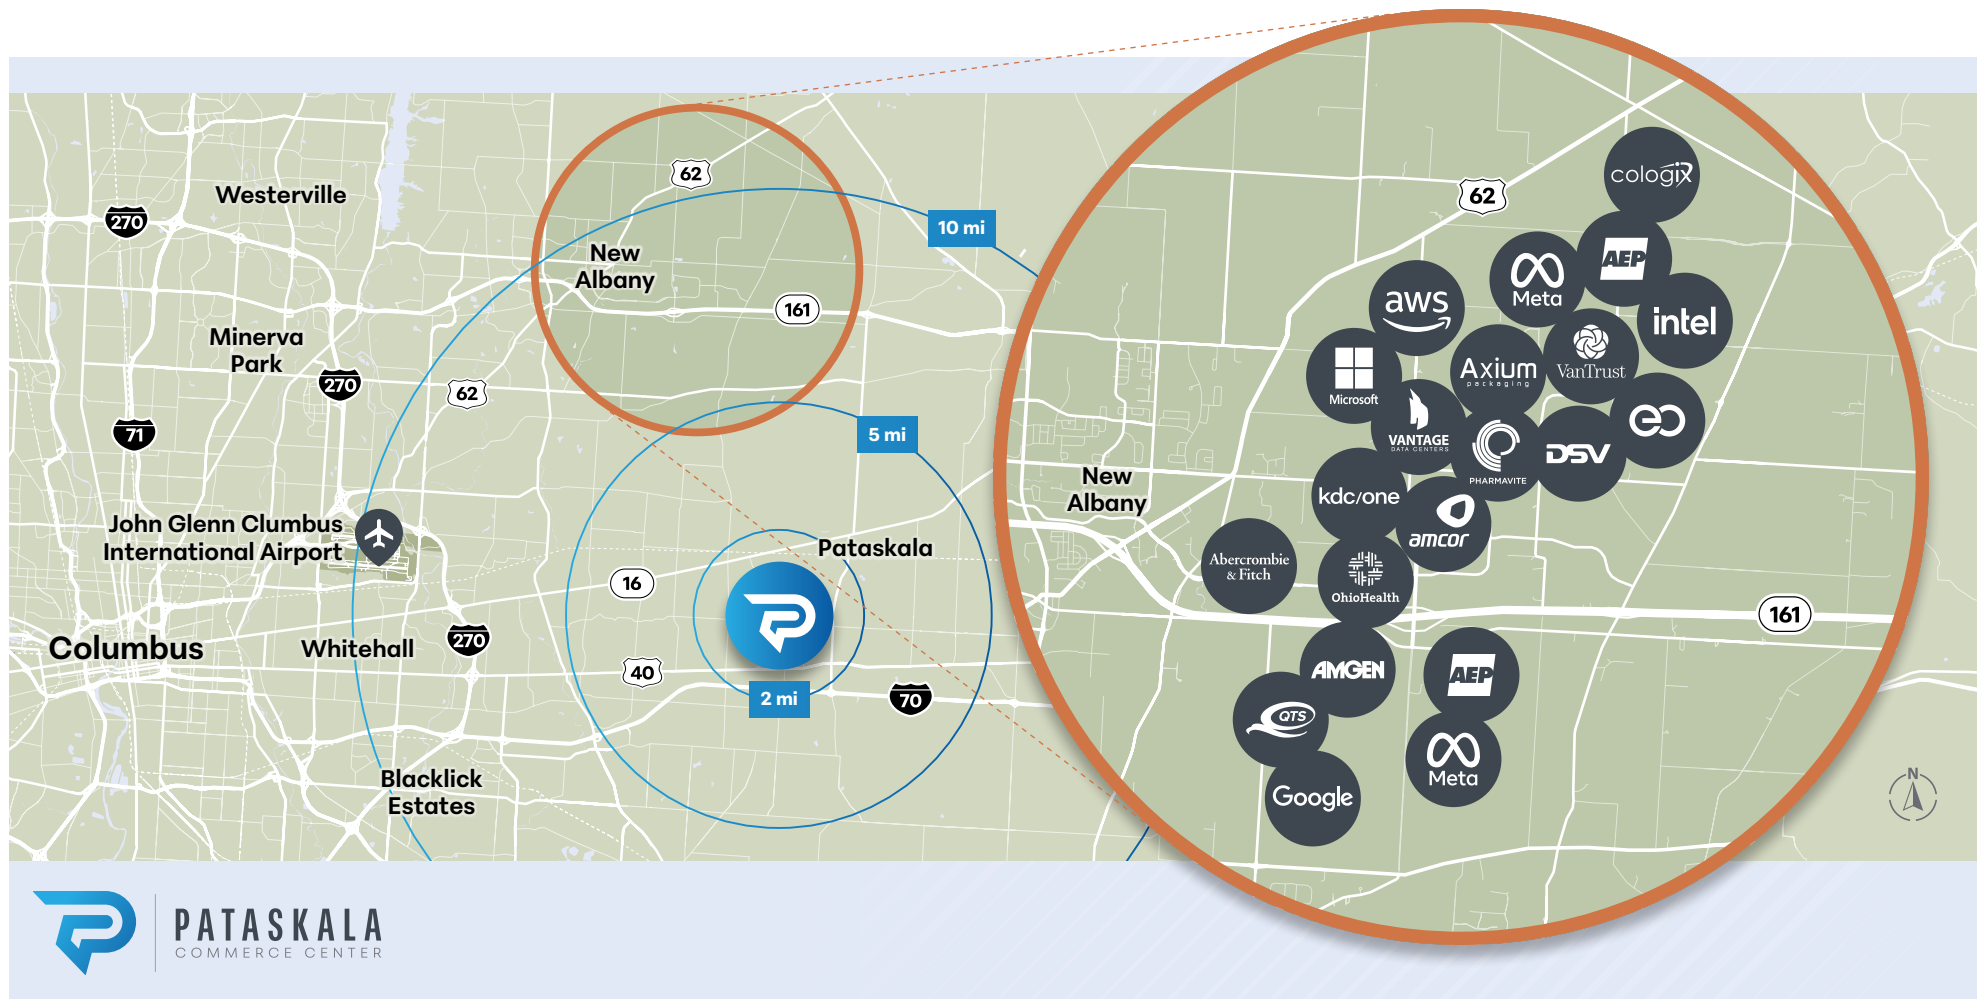 Westerville
270
Minerva
Park
270
62
71
John Glenn Clumbus
International Airport
Columbus
Whitehall
270
Blacklick
Estates
62
New
Albany
161
10 mi
5 mi
Pataskala
16
40
2 mi
70
62
cologix
AEP
Meta
aws
intel
VanTrust
Axium
packaging
Microsoft
VANTAGE
DATA CENTERS
eo
DSV
PHARMAVITE
New
Albany
kdc/one
amcor
Abercrombie
& Fitch
OhioHealth
161
AMGEN
AEP
QTS
Meta
Google
N
PATASKALA
COMMERCE CENTER